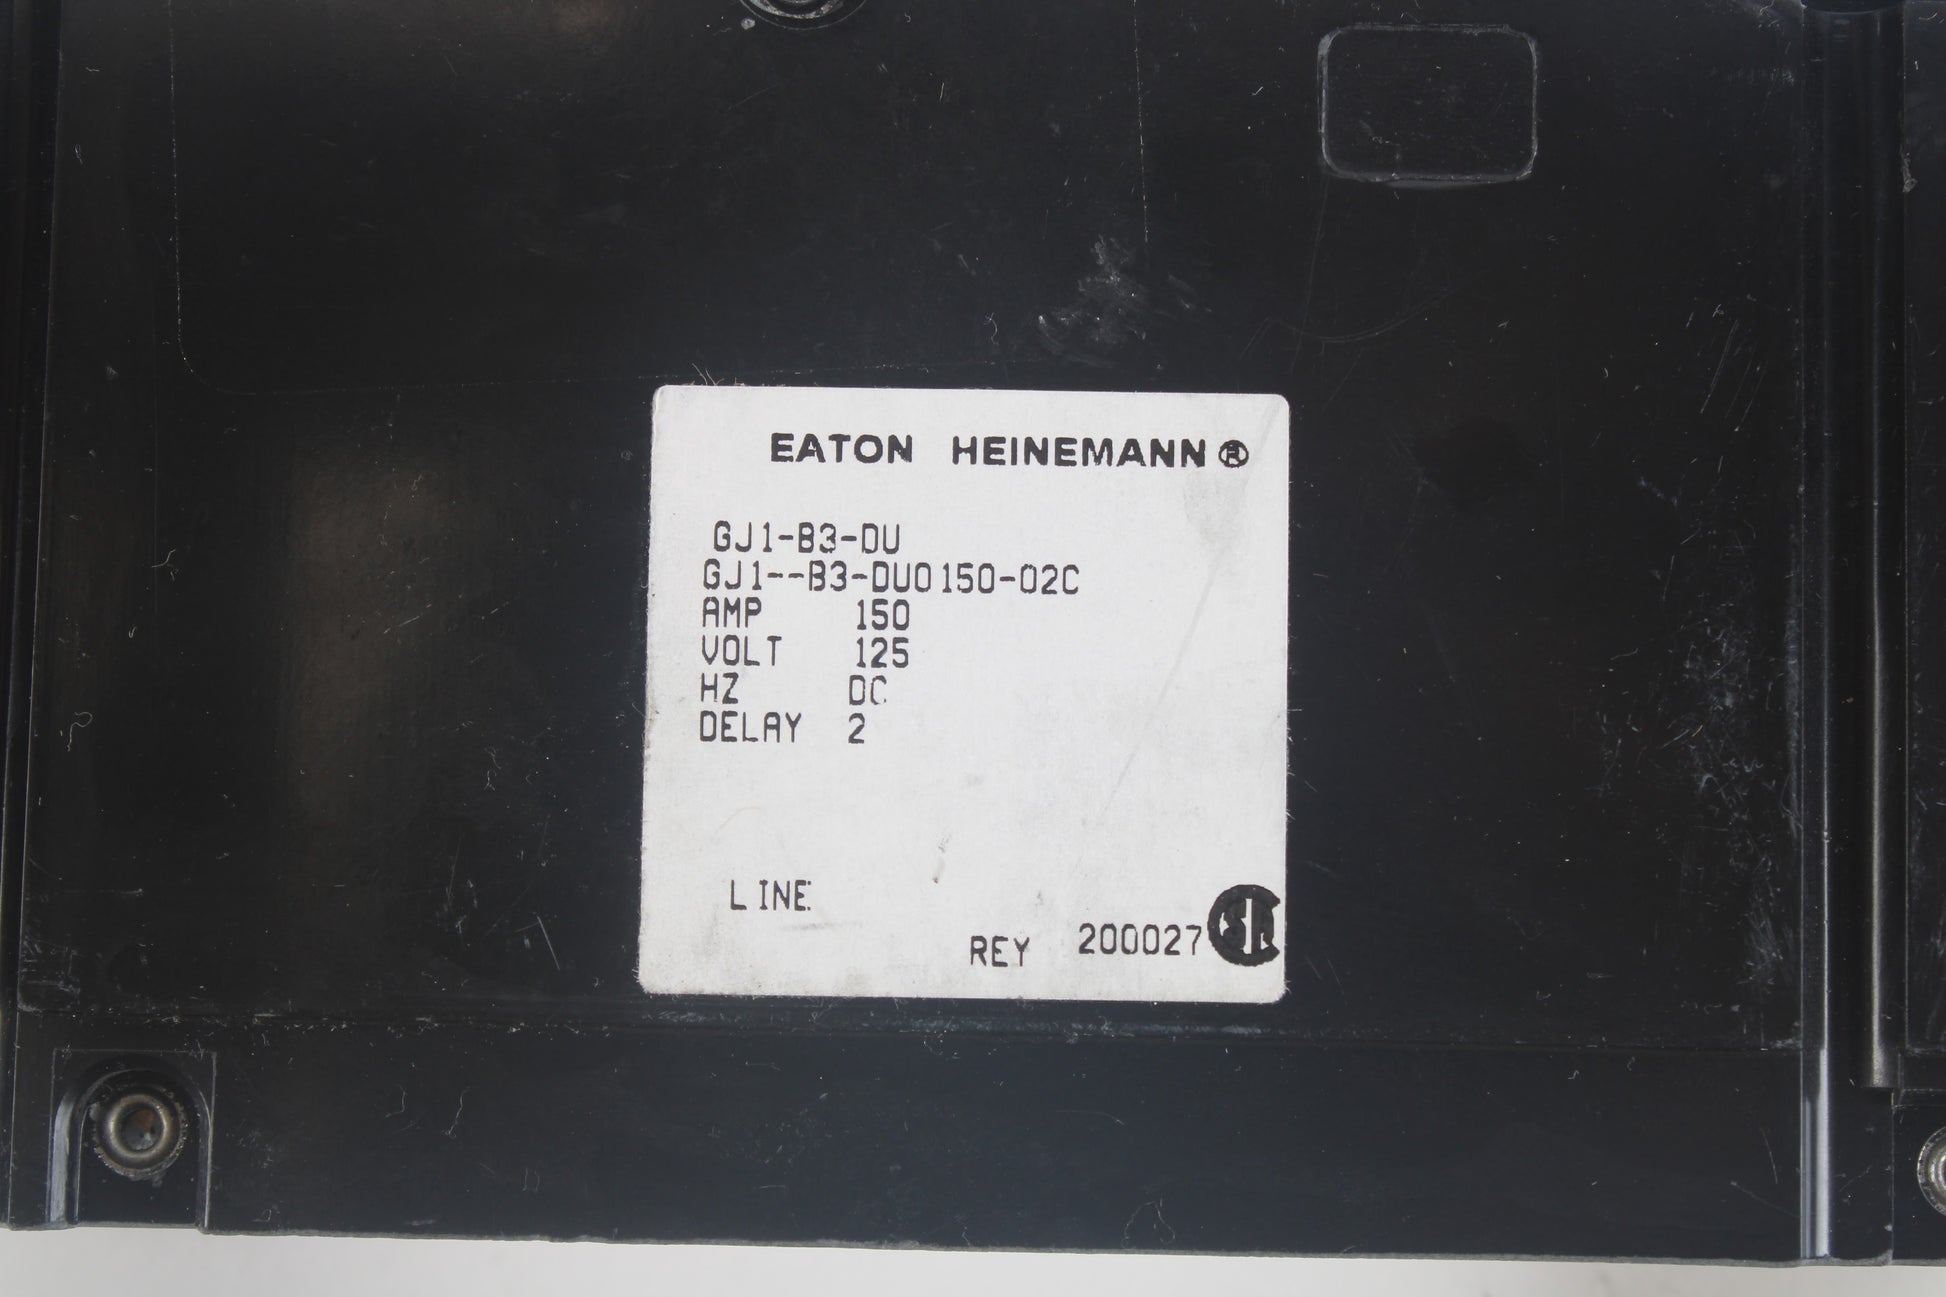 EATON HEINEMANN®
GJ1-B3-DU
GJ1--B3-DU0150-02C
AMP 150
VOLT 125
HZ DC
DELAY 2
LINE
REY 200027 SA